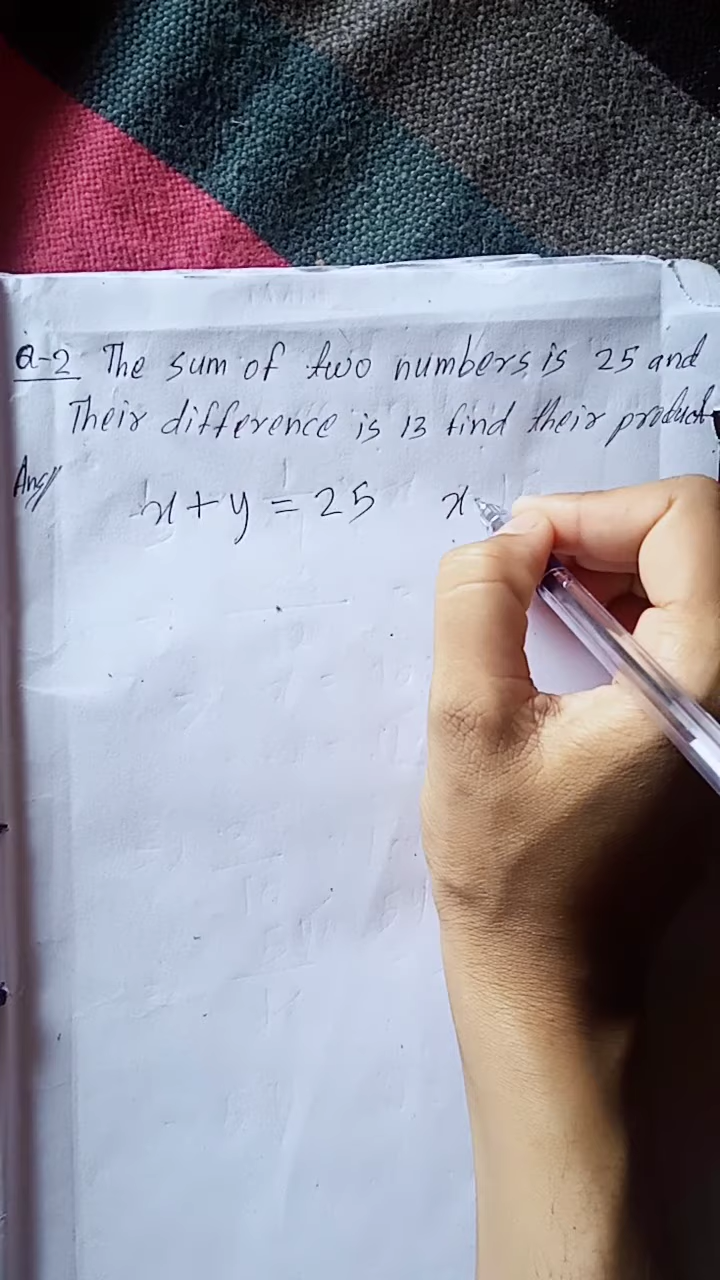 Q-2 The sum of two numbers is 25 and
Their difference is 13 find their product
Ans
x+y = 25 x